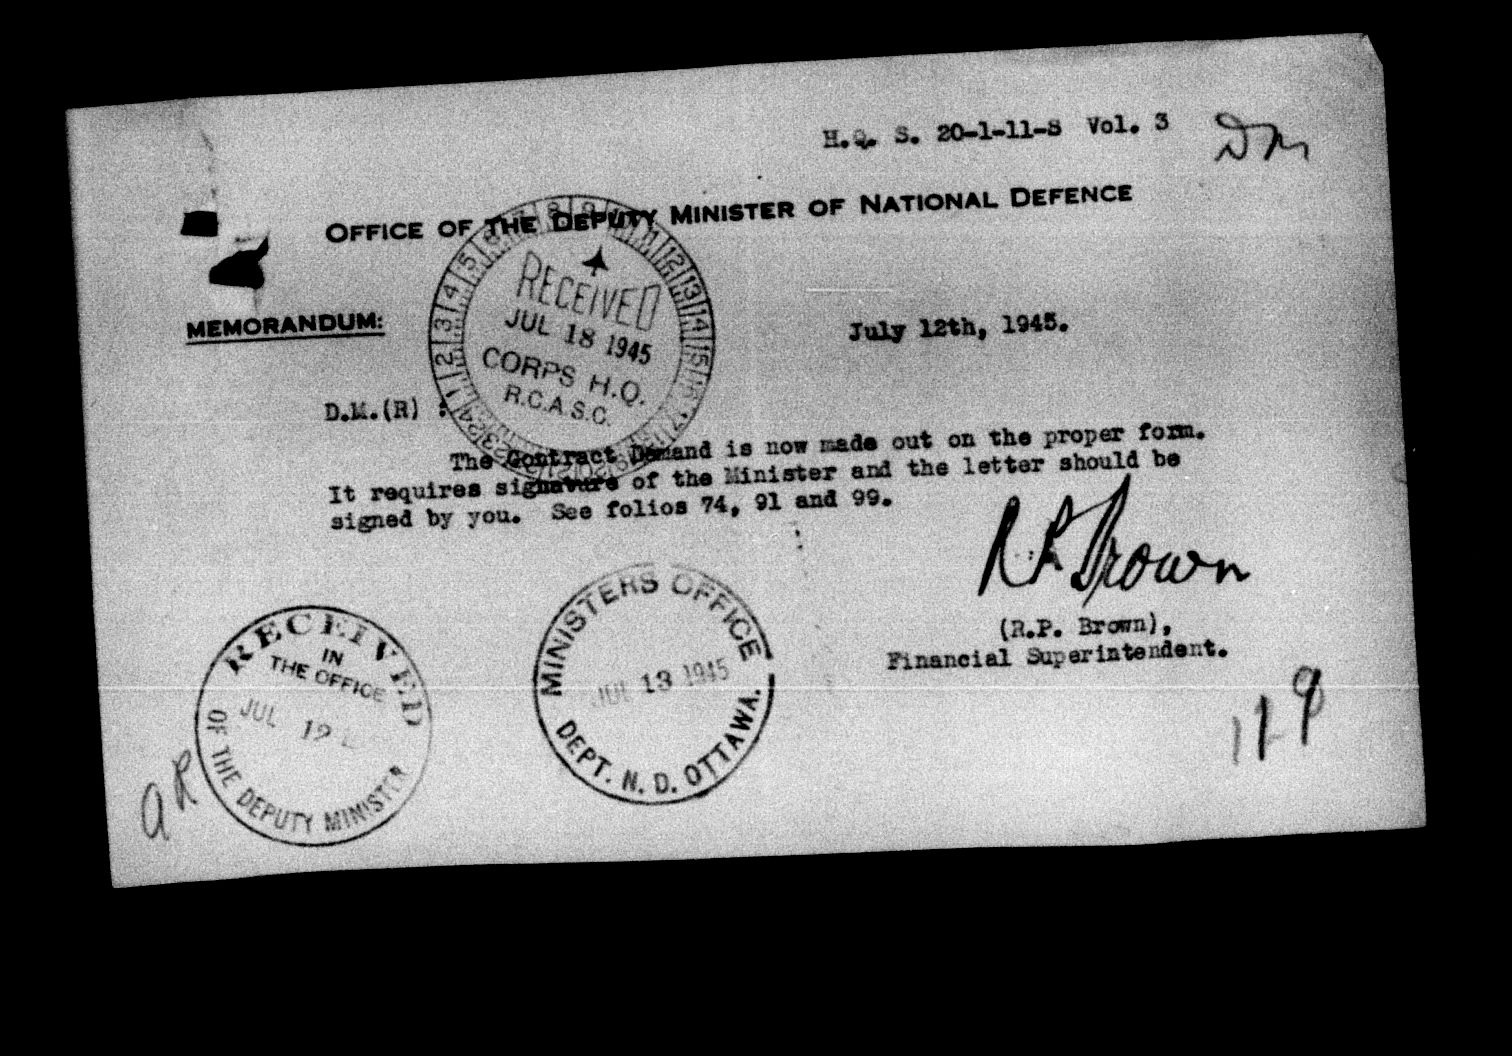 H.Q. S. 20-1-11-S Vol. 3
DM
OFFICE OF THE DEPUTY MINISTER OF NATIONAL DEFENCE
MEMORANDUM:
July 12th, 1945.
RECEIVED
JUL 18 1945
CORPS H.Q.
R.C.A.S.C.
D.M.(R) :
The Contract Demand is now made out on the proper form.
It requires signature of the Minister and the letter should be
signed by you. See folios 74, 91 and 99.
R P Brown
(R.P. Brown),
Financial Superintendent.
RECEIVED
IN
THE OFFICE
JUL 12
OF THE DEPUTY MINISTER
MINISTERS OFFICE
JUL 13 1945
DEPT. N. D. OTTAWA.
119